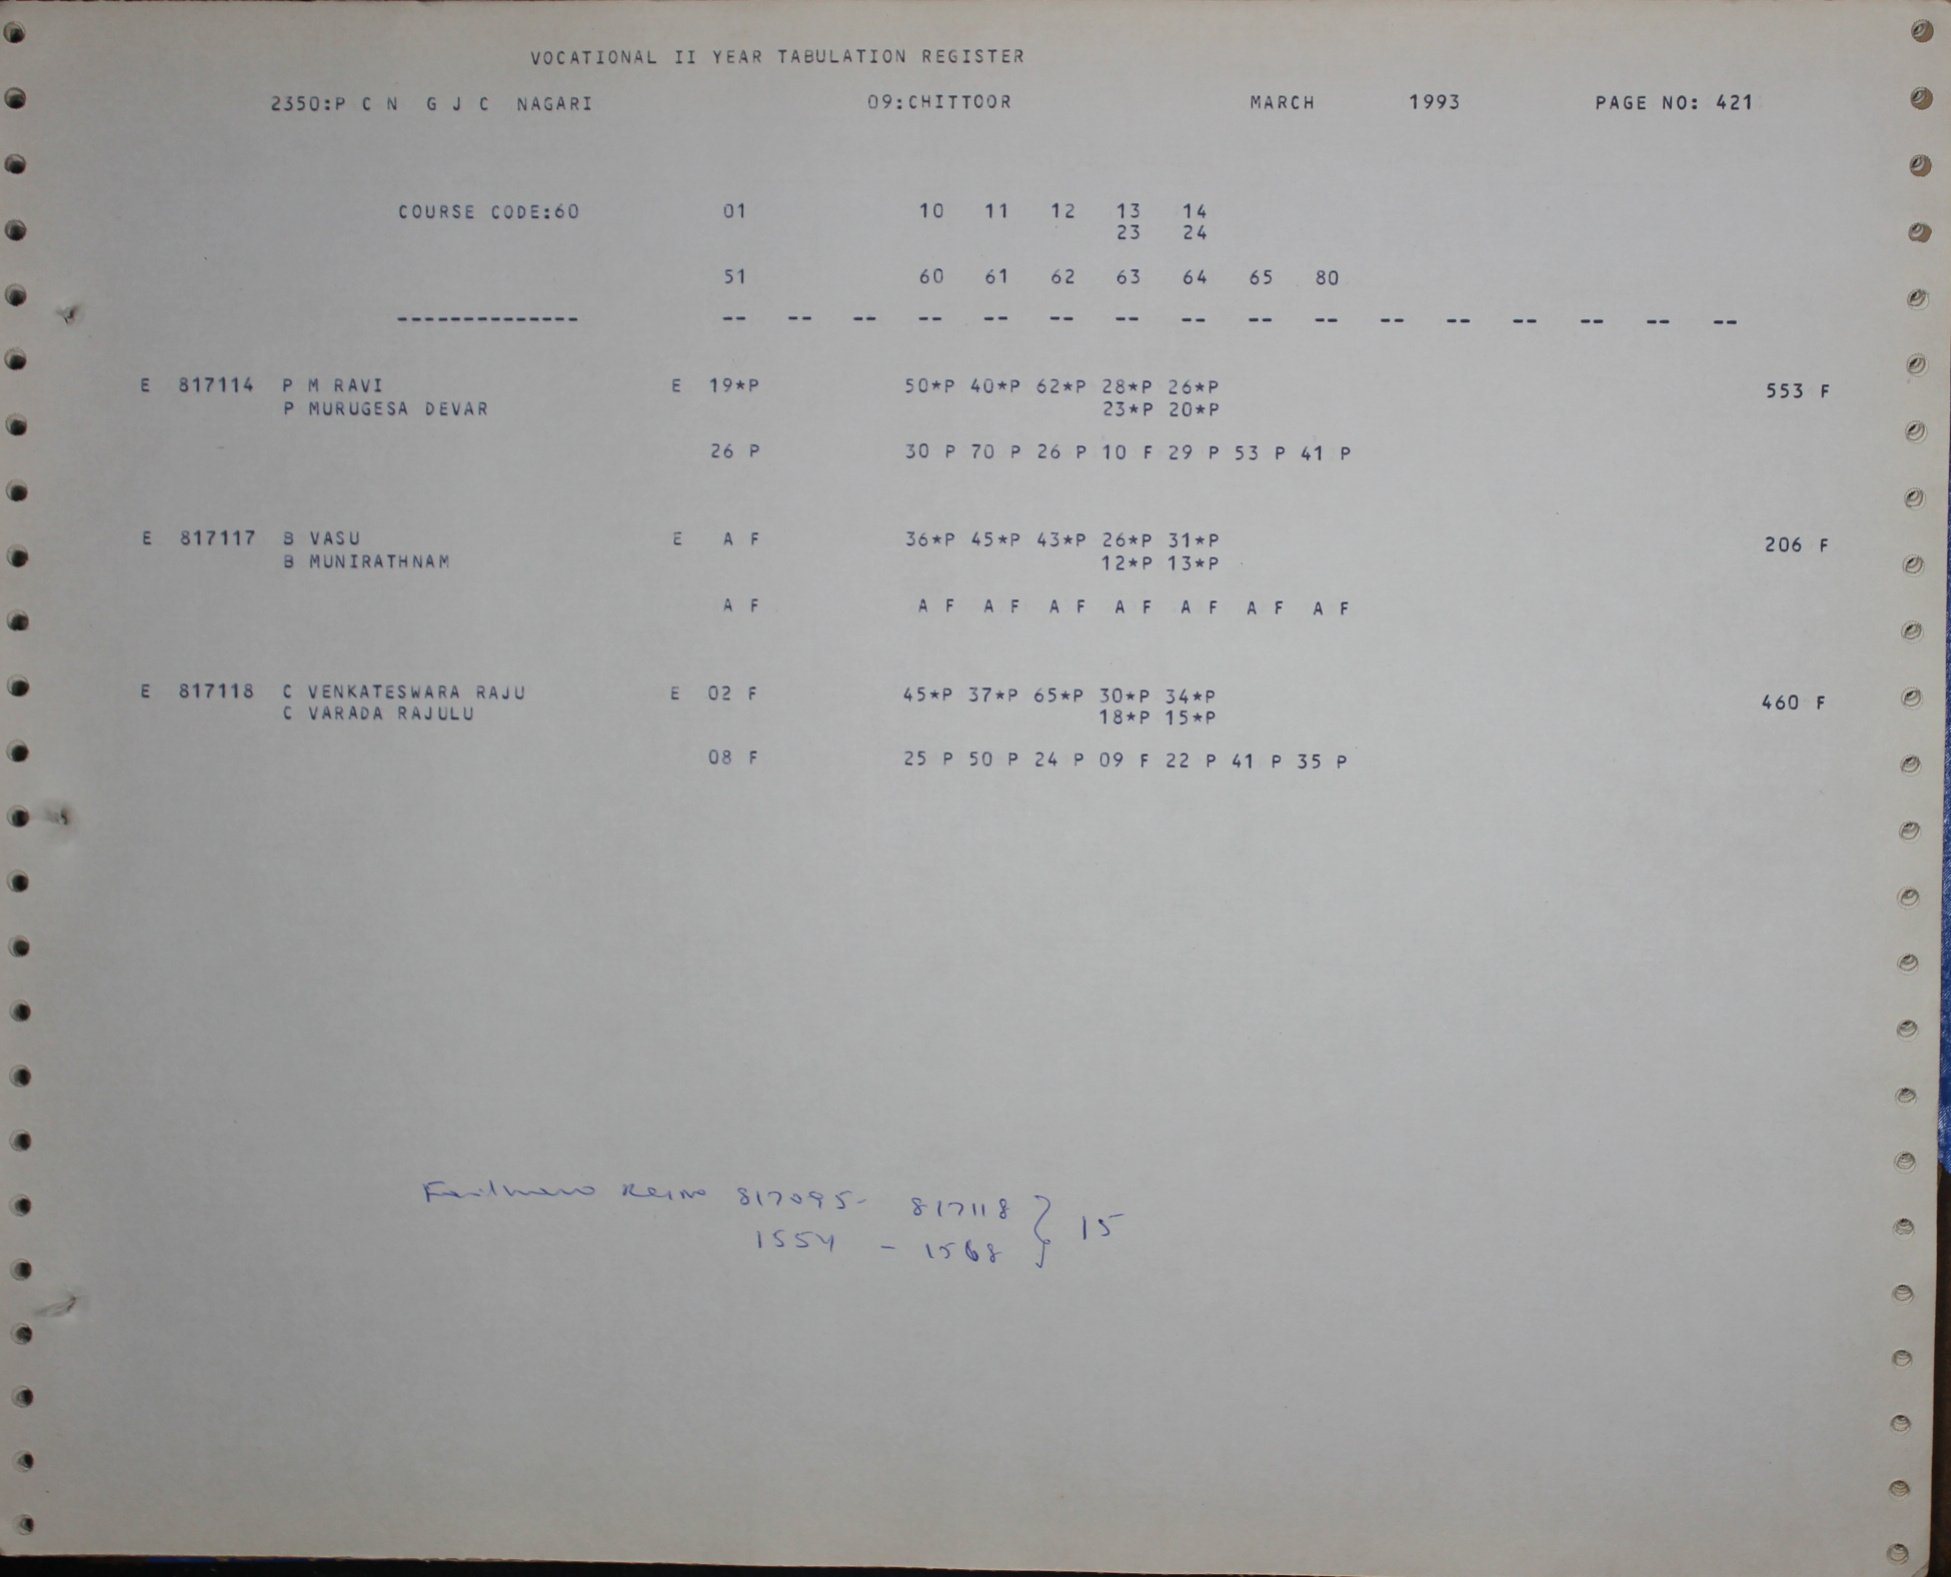 VOCATIONAL II YEAR TABULATION REGISTER
2350:P C N G J C NAGARI 09:CHITTOOR MARCH 1993 PAGE NO: 421
COURSE CODE:60 01 10 11 12 13 14
23 24
51 60 61 62 63 64 65 80
-------------- -- -- -- -- -- -- -- -- -- -- -- -- -- -- -- --
E 817114 P M RAVI E 19*P 50*P 40*P 62*P 28*P 26*P 553 F
P MURUGESA DEVAR 23*P 20*P
26 P 30 P 70 P 26 P 10 F 29 P 53 P 41 P
E 817117 B VASU E A F 36*P 45*P 43*P 26*P 31*P 206 F
B MUNIRATHNAM 12*P 13*P
A F A F A F A F A F A F A F A F
E 817118 C VENKATESWARA RAJU E 02 F 45*P 37*P 65*P 30*P 34*P 460 F
C VARADA RAJULU 18*P 15*P
08 F 25 P 50 P 24 P 09 F 22 P 41 P 35 P
817095- 817118 } 15
1554 - 1568